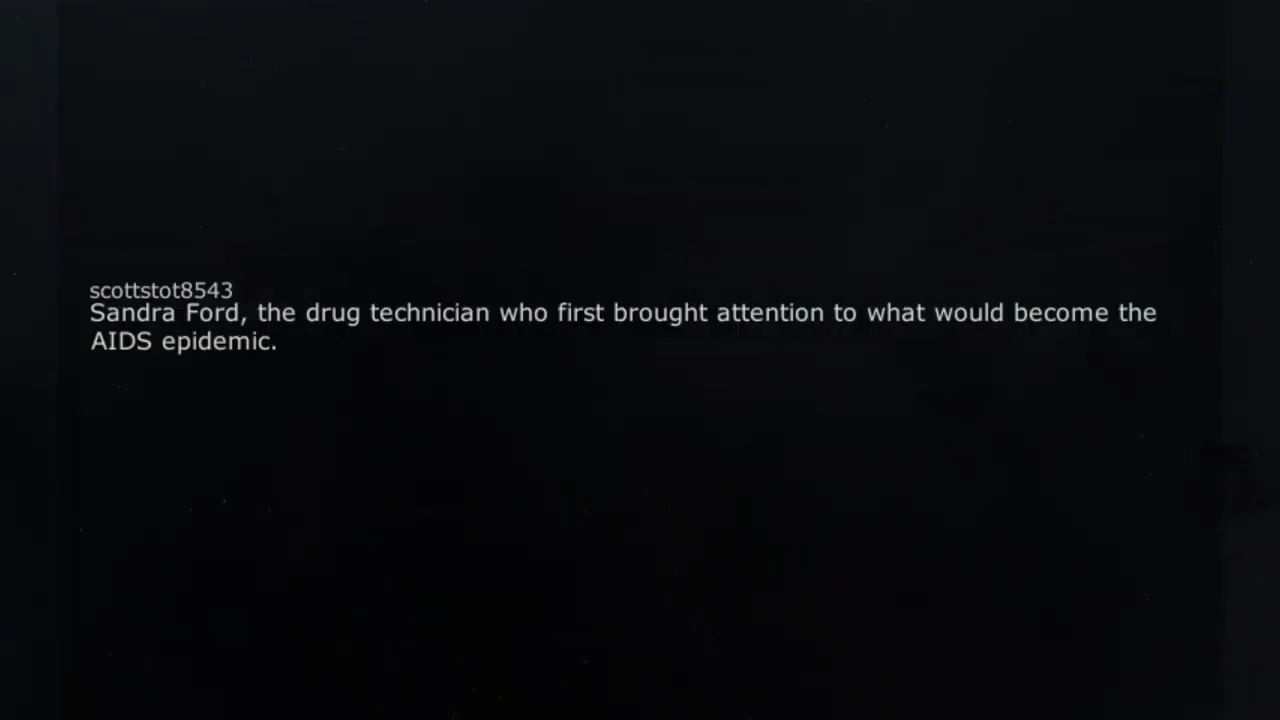 scottstot8543
Sandra Ford, the drug technician who first brought attention to what would become the
AIDS epidemic.